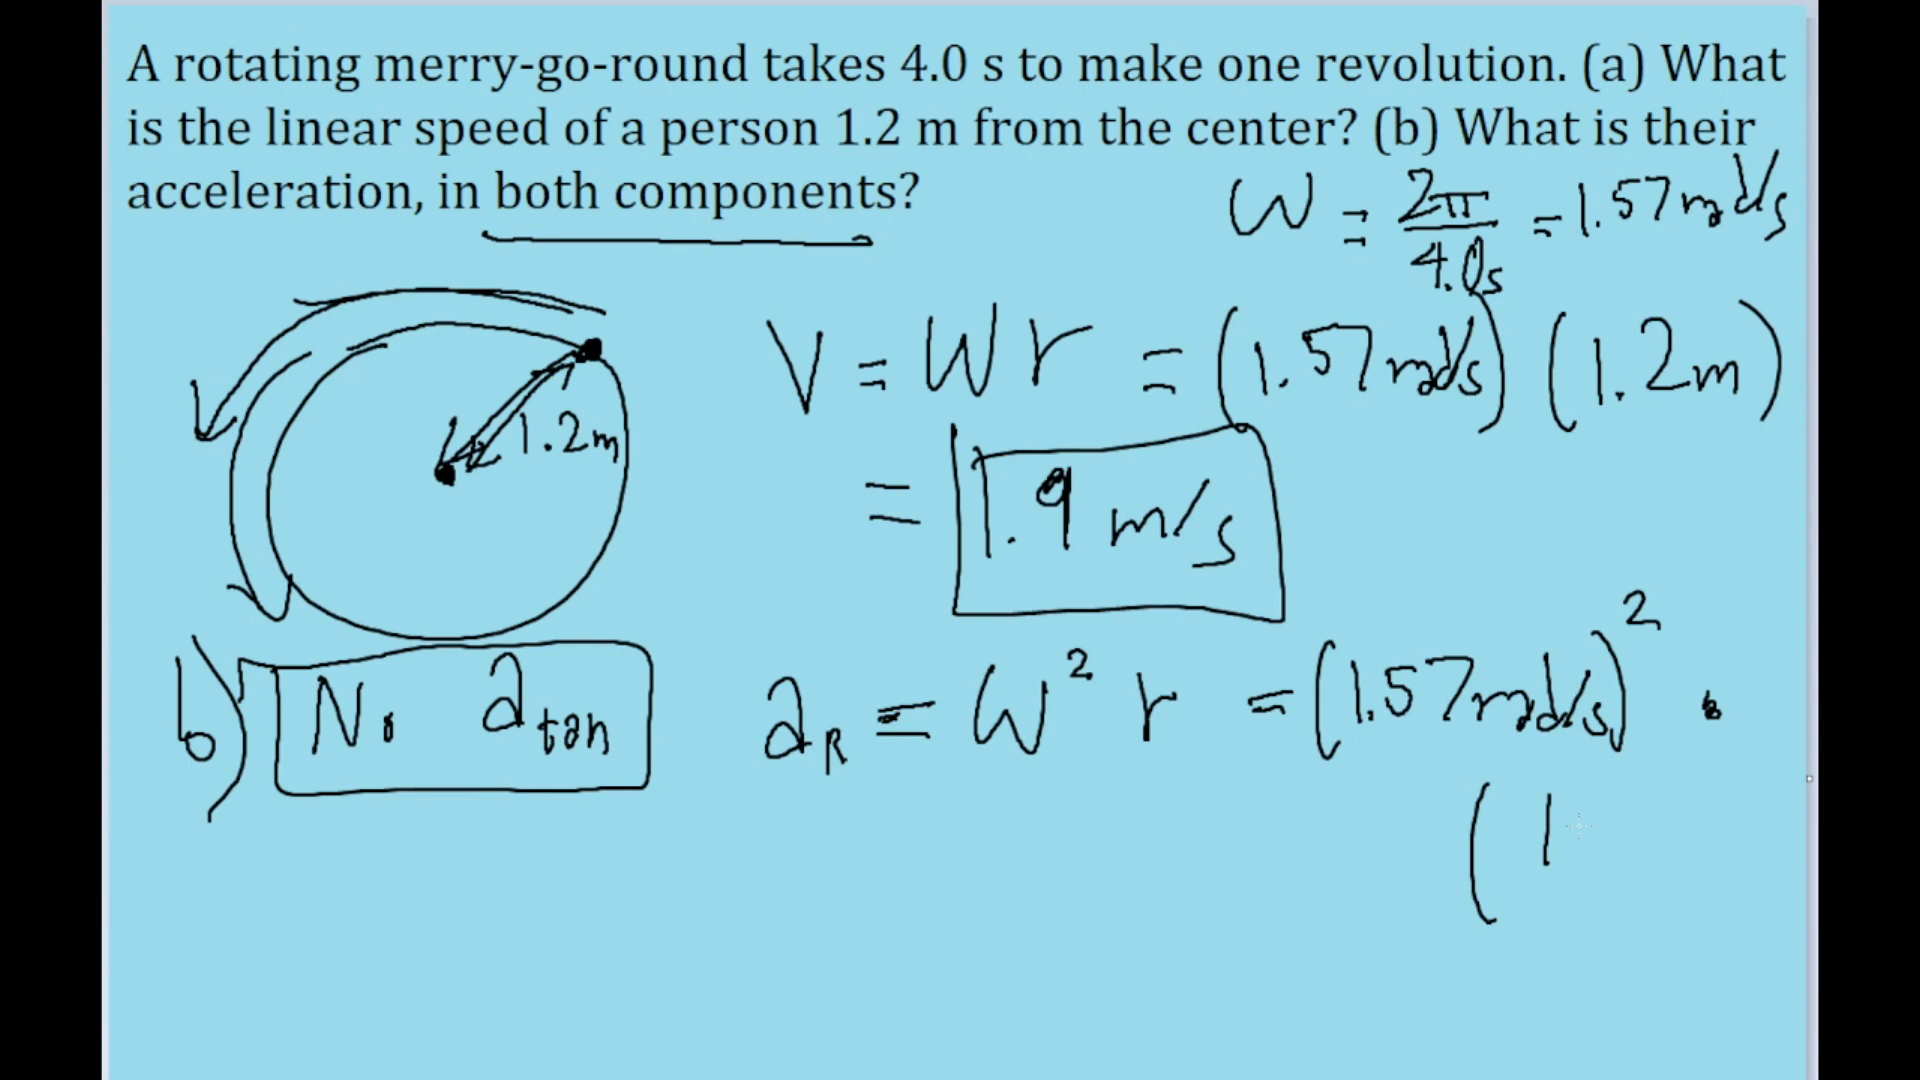 A rotating merry-go-round takes 4.0 s to make one revolution. (a) What
is the linear speed of a person 1.2 m from the center? (b) What is their
acceleration, in both components?
ω = 2π/4.0s = 1.57 rad/s
V = ωr = (1.57 rad/s) (1.2m)
1.2m
= 1.9 m/s
b) No a tan
a R = ω² r = (1.57 rad/s)² ·
( 1